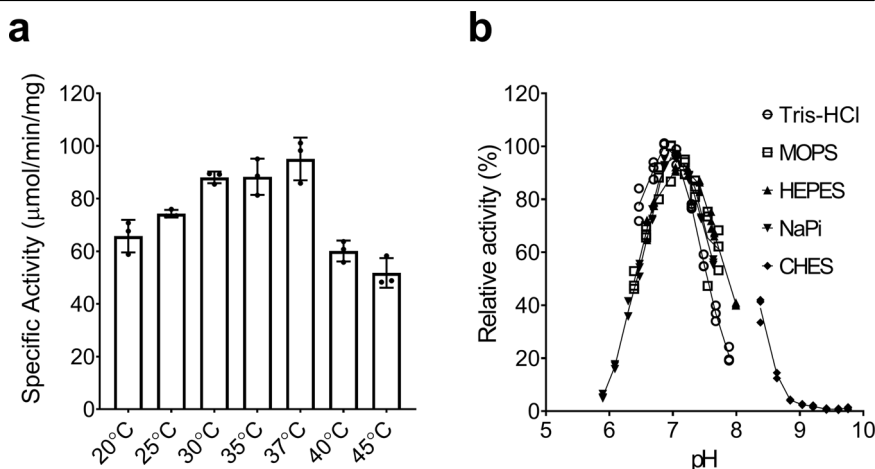 a
Specific Activity (μmol/min/mg)
120
100
80
60
40
20
0
20°C
25°C
30°C
35°C
37°C
40°C
45°C
b
Relative activity (%)
120
100
80
60
40
20
0
5
6
7
8
9
10
pH
Tris-HCl
MOPS
HEPES
NaPi
CHES